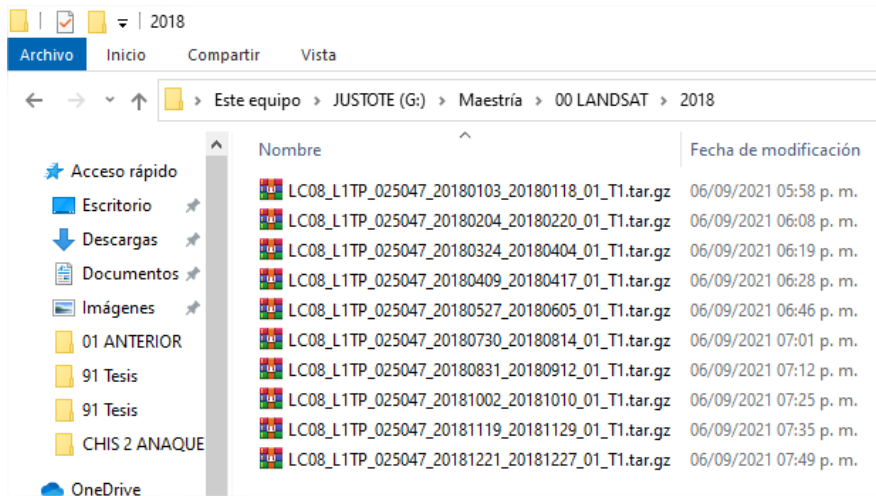 2018
Archivo Inicio Compartir Vista
Este equipo > JUSTOTE (G:) > Maestría > 00 LANDSAT > 2018
Nombre Fecha de modificación
Acceso rápido
Escritorio
Descargas
Documentos
Imágenes
01 ANTERIOR
91 Tesis
91 Tesis
CHIS 2 ANAQUE
OneDrive
LC08_L1TP_025047_20180103_20180118_01_T1.tar.gz 06/09/2021 05:58 p. m.
LC08_L1TP_025047_20180204_20180220_01_T1.tar.gz 06/09/2021 06:08 p. m.
LC08_L1TP_025047_20180324_20180404_01_T1.tar.gz 06/09/2021 06:19 p. m.
LC08_L1TP_025047_20180409_20180417_01_T1.tar.gz 06/09/2021 06:28 p. m.
LC08_L1TP_025047_20180527_20180605_01_T1.tar.gz 06/09/2021 06:46 p. m.
LC08_L1TP_025047_20180730_20180814_01_T1.tar.gz 06/09/2021 07:01 p. m.
LC08_L1TP_025047_20180831_20180912_01_T1.tar.gz 06/09/2021 07:12 p. m.
LC08_L1TP_025047_20181002_20181010_01_T1.tar.gz 06/09/2021 07:25 p. m.
LC08_L1TP_025047_20181119_20181129_01_T1.tar.gz 06/09/2021 07:35 p. m.
LC08_L1TP_025047_20181221_20181227_01_T1.tar.gz 06/09/2021 07:49 p. m.